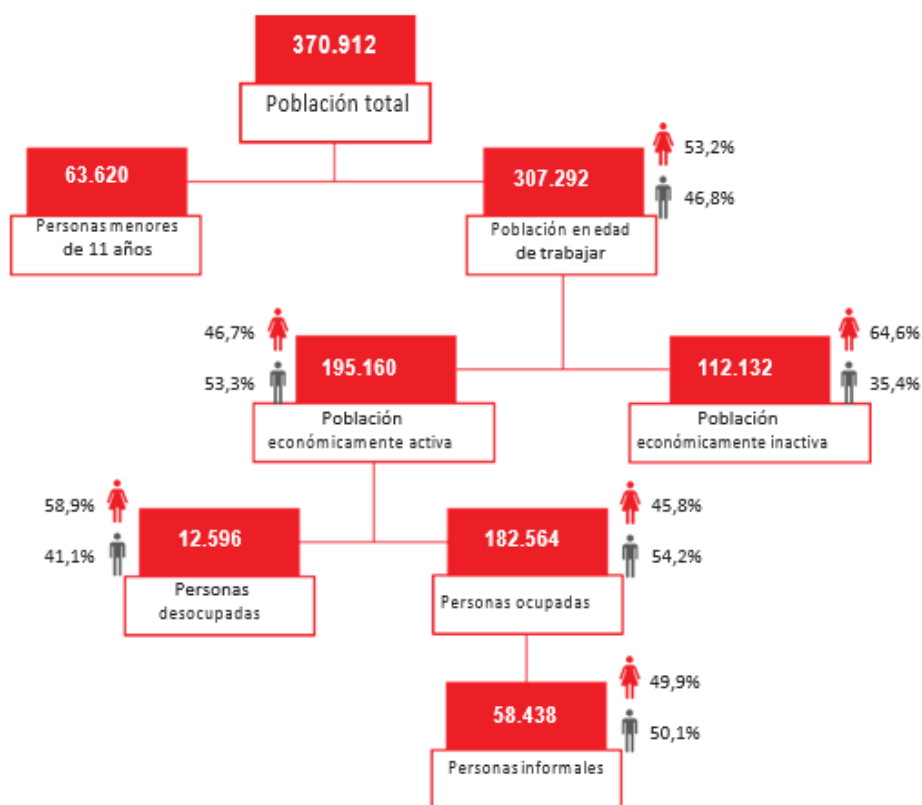 370.912
Población total
63.620
Personas menores
de 11 años
307.292
Población en edad
de trabajar
53,2%
46,8%
46,7%
53,3%
195.160
Población
económicamente activa
112.132
Población
económicamente inactiva
64,6%
35,4%
58,9%
41,1%
12.596
Personas
desocupadas
182.564
Personas ocupadas
45,8%
54,2%
58.438
Personas informales
49,9%
50,1%